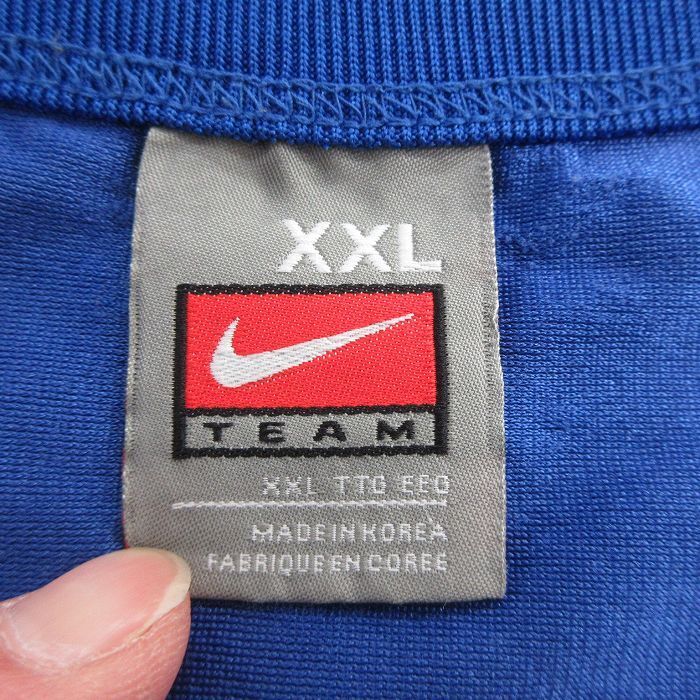 XXL
TEAM
XXL TTG EEG
MADE IN KOREA
FABRIQUE EN COREE